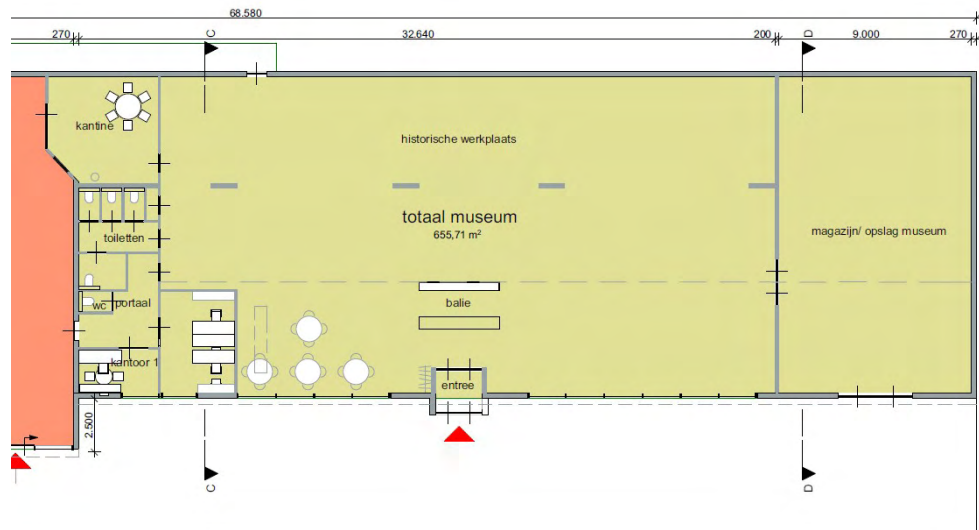 68.580
270
C
32.640
200
D
9.000
270
kantine
historische werkplaats
totaal museum
655,71 m²
magazijn/ opslag museum
toiletten
wc
portaal
balie
kantoor 1
entree
2.500
C
D